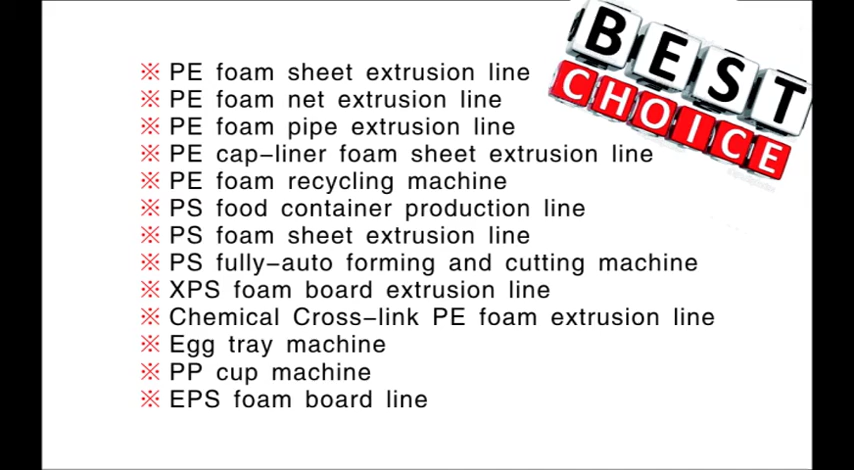 BEST
CHOICE
※ PE foam sheet extrusion line
※ PE foam net extrusion line
※ PE foam pipe extrusion line
※ PE cap-liner foam sheet extrusion line
※ PE foam recycling machine
※ PS food container production line
※ PS foam sheet extrusion line
※ PS fully-auto forming and cutting machine
※ XPS foam board extrusion line
※ Chemical Cross-link PE foam extrusion line
※ Egg tray machine
※ PP cup machine
※ EPS foam board line